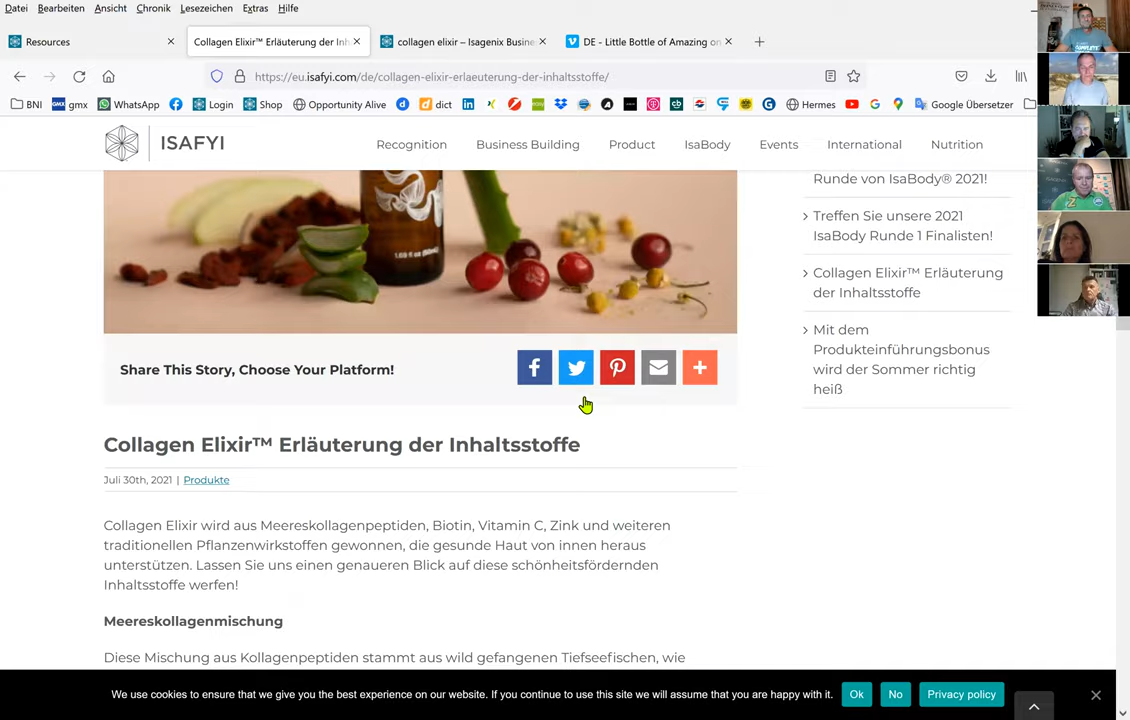 Datei Bearbeiten Ansicht Chronik Lesezeichen Extras Hilfe
Resources
Collagen Elixir™ Erläuterung der Inh
collagen elixir – Isagenix Busine
DE - Little Bottle of Amazing on
https://eu.isafyi.com/de/collagen-elixir-erlaeuterung-der-inhaltsstoffe/
BNI gmx WhatsApp Login Shop Opportunity Alive dict Hermes Google Übersetzer
ISAFYI
Recognition Business Building Product IsaBody Events International Nutrition
Runde von IsaBody® 2021!
Treffen Sie unsere 2021
IsaBody Runde 1 Finalisten!
Collagen Elixir™ Erläuterung
der Inhaltsstoffe
Mit dem
Produkteinführungsbonus
wird der Sommer richtig
heiß
Share This Story, Choose Your Platform!
Collagen Elixir™ Erläuterung der Inhaltsstoffe
Juli 30th, 2021 | Produkte
Collagen Elixir wird aus Meereskollagenpeptiden, Biotin, Vitamin C, Zink und weiteren
traditionellen Pflanzenwirkstoffen gewonnen, die gesunde Haut von innen heraus
unterstützen. Lassen Sie uns einen genaueren Blick auf diese schönheitsfördernden
Inhaltsstoffe werfen!
Meereskollagenmischung
Diese Mischung aus Kollagenpeptiden stammt aus wild gefangenen Tiefseefischen, wie
We use cookies to ensure that we give you the best experience on our website. If you continue to use this site we will assume that you are happy with it.
Ok
No
Privacy policy